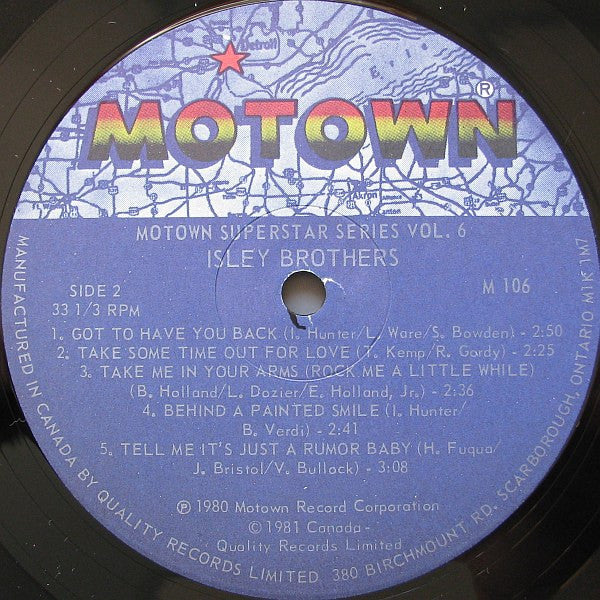 Detroit
Erie
MOTOWN®
Akron
Canton
MOTOWN SUPERSTAR SERIES VOL. 6
ISLEY BROTHERS
SIDE 2
33 1/3 RPM
M 106
1. GOT TO HAVE YOU BACK (I. Hunter/L. Ware/S. Bowden) - 2:50
2. TAKE SOME TIME OUT FOR LOVE (T. Kemp/R. Gordy) - 2:25
3. TAKE ME IN YOUR ARMS (ROCK ME A LITTLE WHILE)
(B. Holland/L. Dozier/E. Holland, Jr.) - 2:36
4. BEHIND A PAINTED SMILE (I. Hunter/
B. Verdi) - 2:41
5. TELL ME IT'S JUST A RUMOR BABY (H. Fuqua/
J. Bristol/V. Bullock) - 3:08
℗ 1980 Motown Record Corporation
© 1981 Canada -
Quality Records Limited
MANUFACTURED IN CANADA BY QUALITY RECORDS LIMITED. 380 BIRCHMOUNT RD. SCARBOROUGH, ONTARIO M1K 1M7